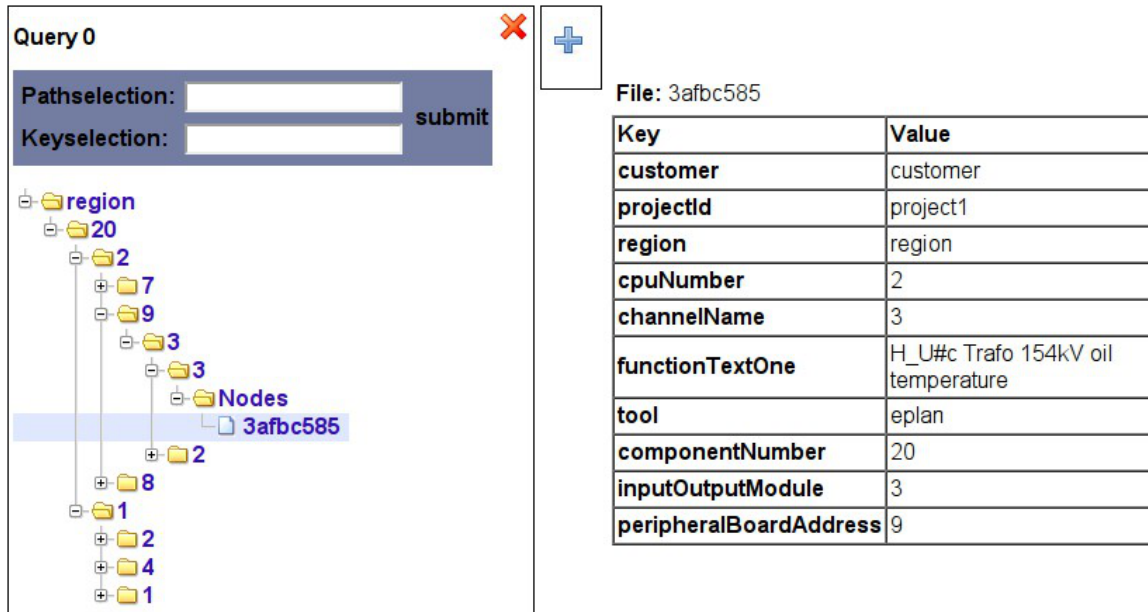 Query 0
Pathselection:
submit
Keyselection:
region
20
2
7
9
3
3
Nodes
3afbc585
2
8
1
2
4
1
File: 3afbc585
Key Value
customer customer
projectId project1
region region
cpuNumber 2
channelName 3
functionTextOne H_U#c Trafo 154kV oil
temperature
tool eplan
componentNumber 20
inputOutputModule 3
peripheralBoardAddress 9